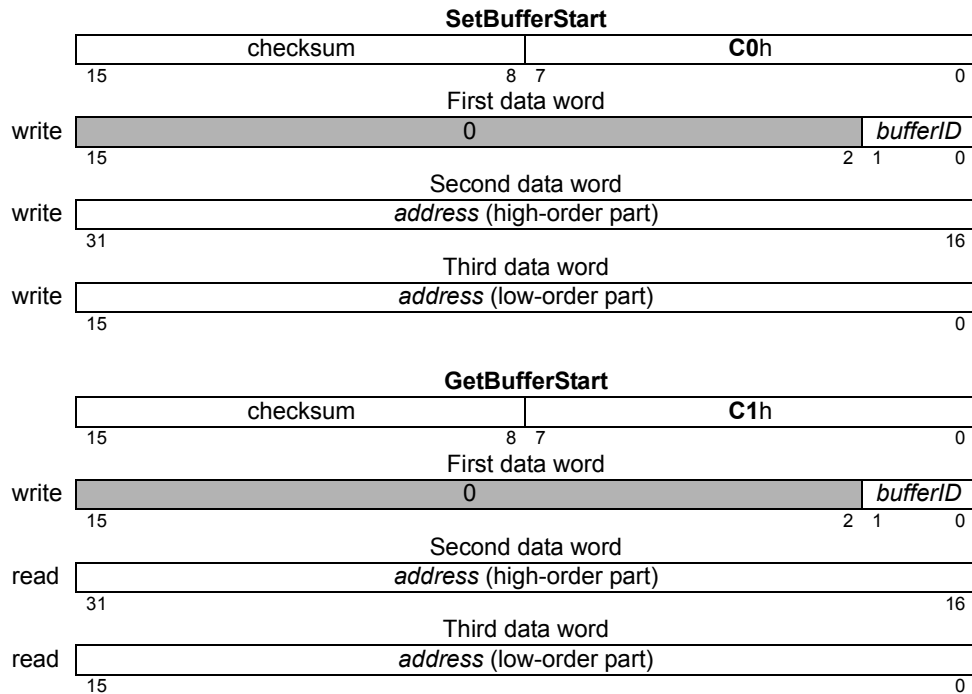 SetBufferStart
checksum C0h
15 8 7 0
First data word
write 0 bufferID
15 2 1 0
Second data word
write address (high-order part)
31 16
Third data word
write address (low-order part)
15 0
GetBufferStart
checksum C1h
15 8 7 0
First data word
write 0 bufferID
15 2 1 0
Second data word
read address (high-order part)
31 16
Third data word
read address (low-order part)
15 0